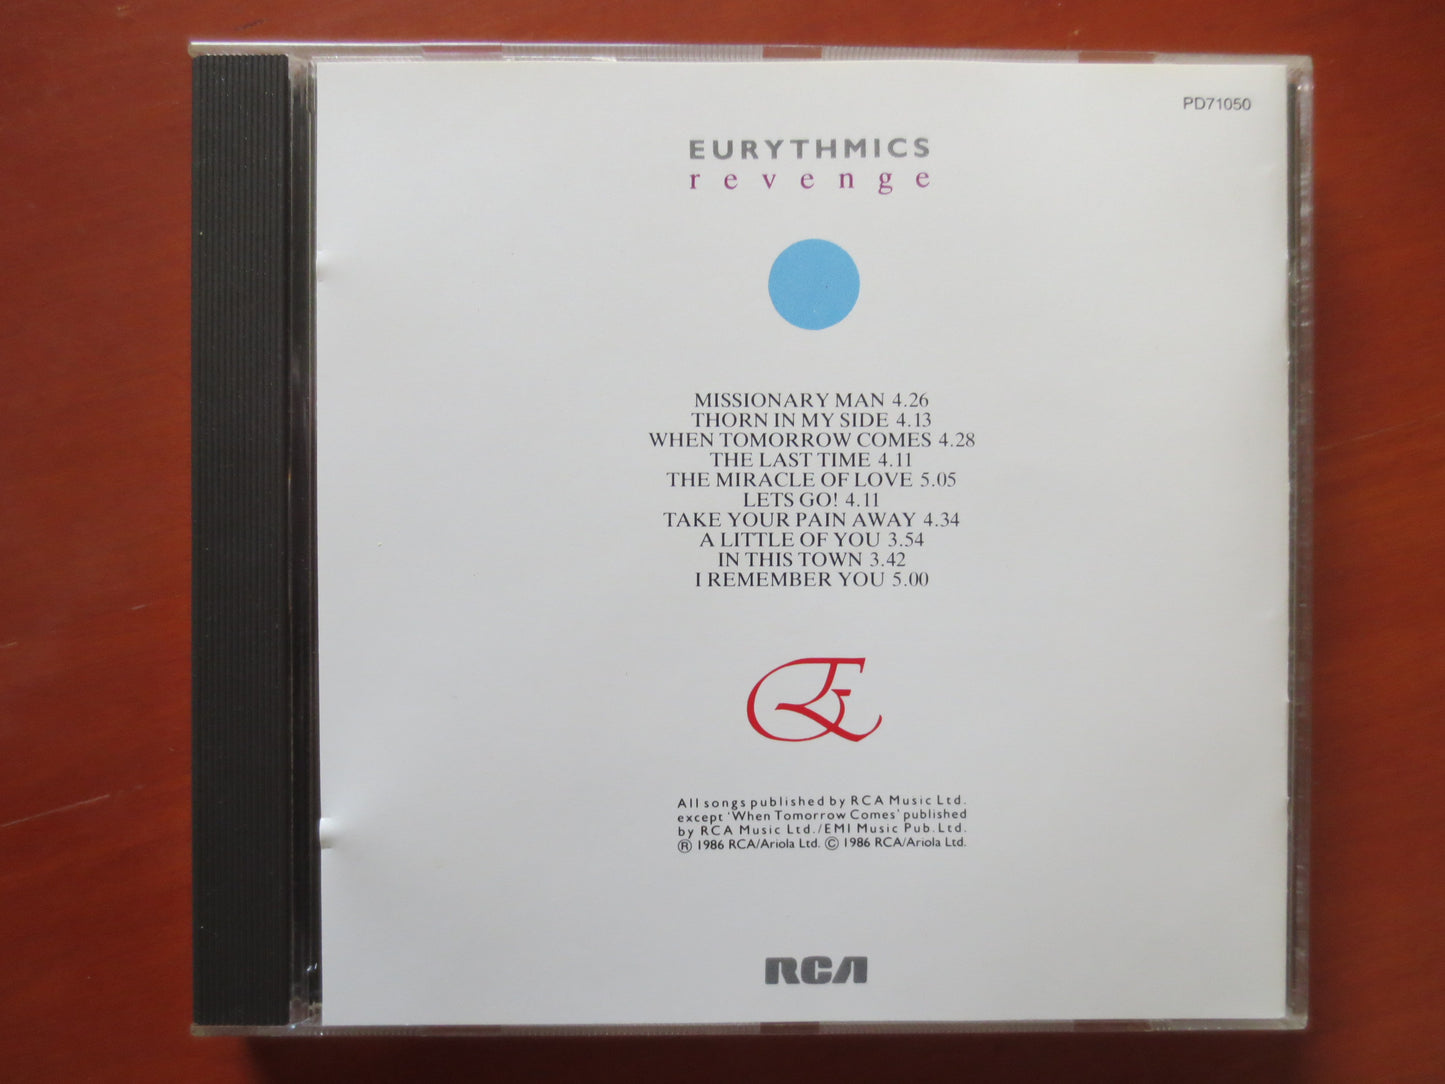 PD71050
EURYTHMICS
revenge
MISSIONARY MAN 4.26
THORN IN MY SIDE 4.13
WHEN TOMORROW COMES 4.28
THE LAST TIME 4.11
THE MIRACLE OF LOVE 5.05
LETS GO! 4.11
TAKE YOUR PAIN AWAY 4.34
A LITTLE OF YOU 3.54
IN THIS TOWN 3.42
I REMEMBER YOU 5.00
E
All songs published by RCA Music Ltd.
except 'When Tomorrow Comes' published
by RCA Music Ltd./EMI Music Pub. Ltd.
Ⓡ 1986 RCA/Ariola Ltd. © 1986 RCA/Ariola Ltd.
RCA